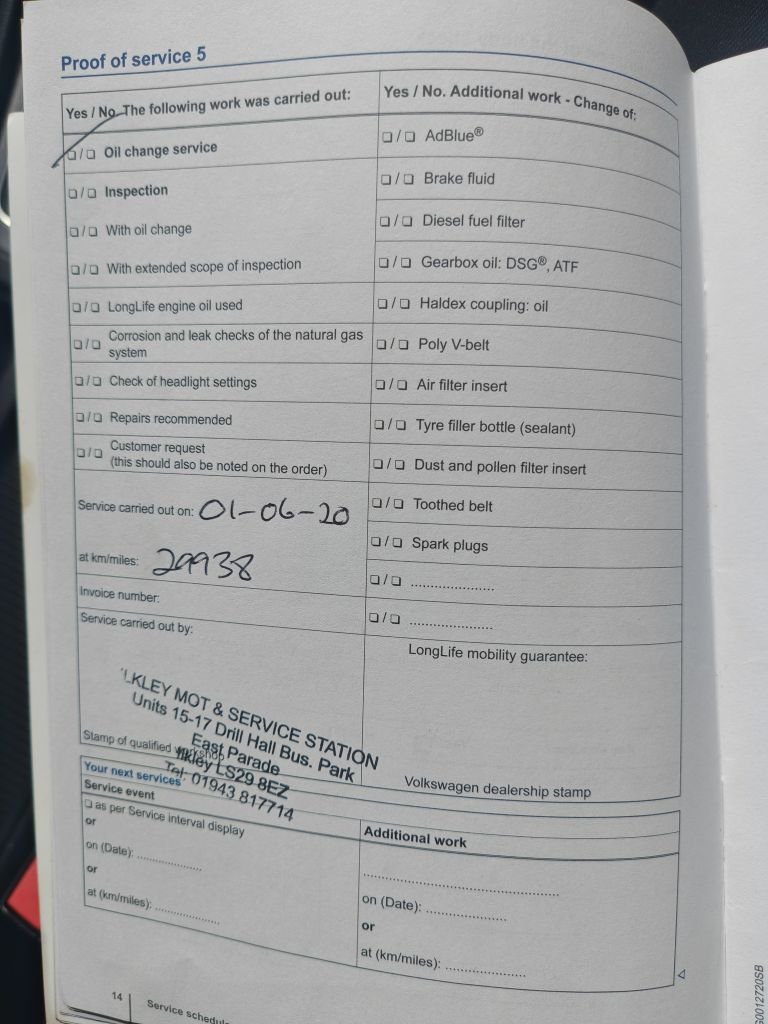 Proof of service 5
Yes / No. The following work was carried out:
❏ / ❏ Oil change service
❏ / ❏ Inspection
❏ / ❏ With oil change
❏ / ❏ With extended scope of inspection
❏ / ❏ LongLife engine oil used
❏ / ❏ Corrosion and leak checks of the natural gas
system
❏ / ❏ Check of headlight settings
❏ / ❏ Repairs recommended
❏ / ❏ Customer request
(this should also be noted on the order)
Service carried out on: 01-06-20
at km/miles: 29938
Invoice number:
Service carried out by:
Yes / No. Additional work - Change of:
❏ / ❏ AdBlue®
❏ / ❏ Brake fluid
❏ / ❏ Diesel fuel filter
❏ / ❏ Gearbox oil: DSG®, ATF
❏ / ❏ Haldex coupling: oil
❏ / ❏ Poly V-belt
❏ / ❏ Air filter insert
❏ / ❏ Tyre filler bottle (sealant)
❏ / ❏ Dust and pollen filter insert
❏ / ❏ Toothed belt
❏ / ❏ Spark plugs
❏ / ❏ ....................
❏ / ❏ ....................
LongLife mobility guarantee:
ILKLEY MOT & SERVICE STATION
Units 15-17 Drill Hall Bus. Park
East Parade
Ilkley LS29 8EZ
Tel: 01943 817714
Stamp of qualified workshop
Volkswagen dealership stamp
Your next services
Service event
❏ as per Service interval display
or
on (Date): ....................
or
at (km/miles): ....................
Additional work
..................................................
on (Date): ....................
or
at (km/miles): ....................
14
Service schedul
G0012720SB